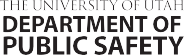 THE UNIVERSITY OF UTAH
DEPARTMENT OF
PUBLIC SAFETY